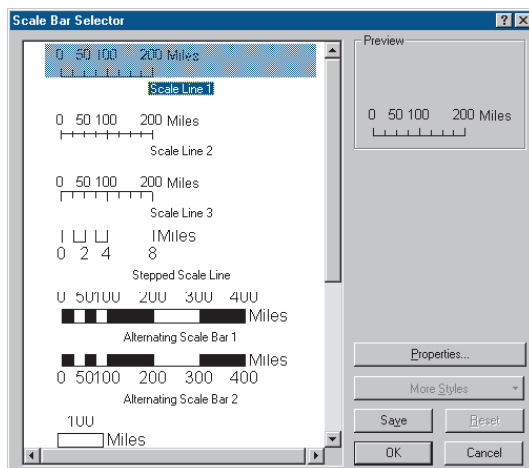 Scale Bar Selector
0 50 100 200 Miles
Scale Line 1
0 50 100 200 Miles
Scale Line 2
0 50 100 200 Miles
Scale Line 3
Miles
0 2 4 8
Stepped Scale Line
0 50100 200 300 400
Miles
Alternating Scale Bar 1
Miles
0 50100 200 300 400
Alternating Scale Bar 2
100
Miles
Preview
0 50 100 200 Miles
Properties...
More Styles
Save Reset
OK Cancel